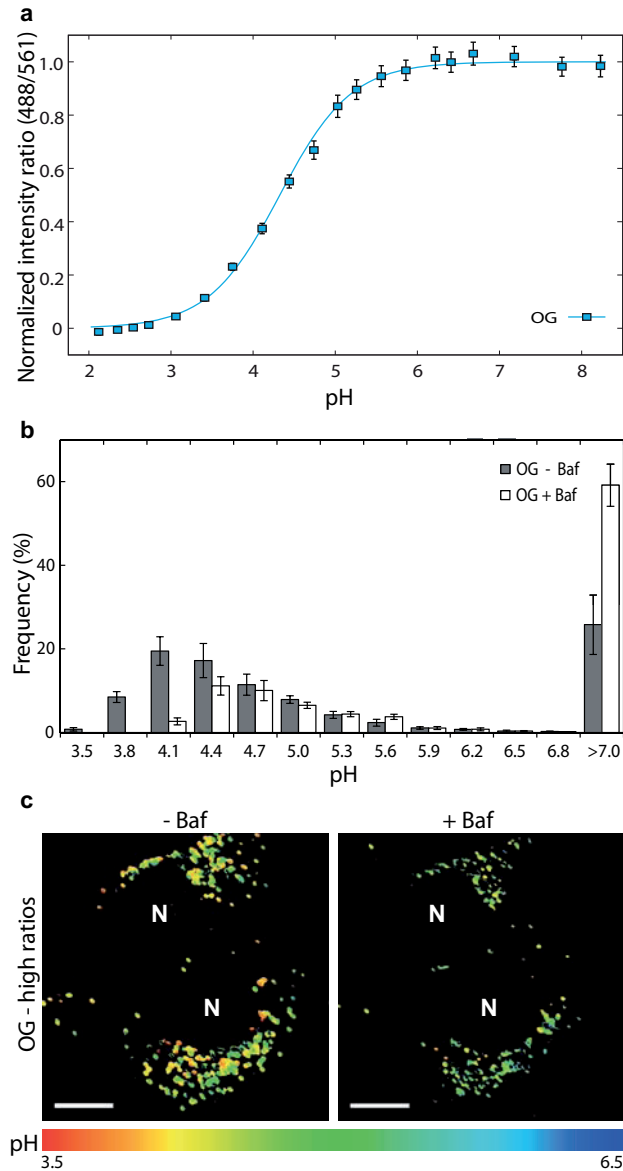 a
Normalized intensity ratio (488/561)
1.0
0.8
0.6
0.4
0.2
0
OG
2 3 4 5 6 7 8
pH
b
Frequency (%)
60
40
20
0
OG - Baf
OG + Baf
3.5 3.8 4.1 4.4 4.7 5.0 5.3 5.6 5.9 6.2 6.5 6.8 >7.0
pH
c
- Baf + Baf
OG - high ratios
N N
N N
pH
3.5 6.5